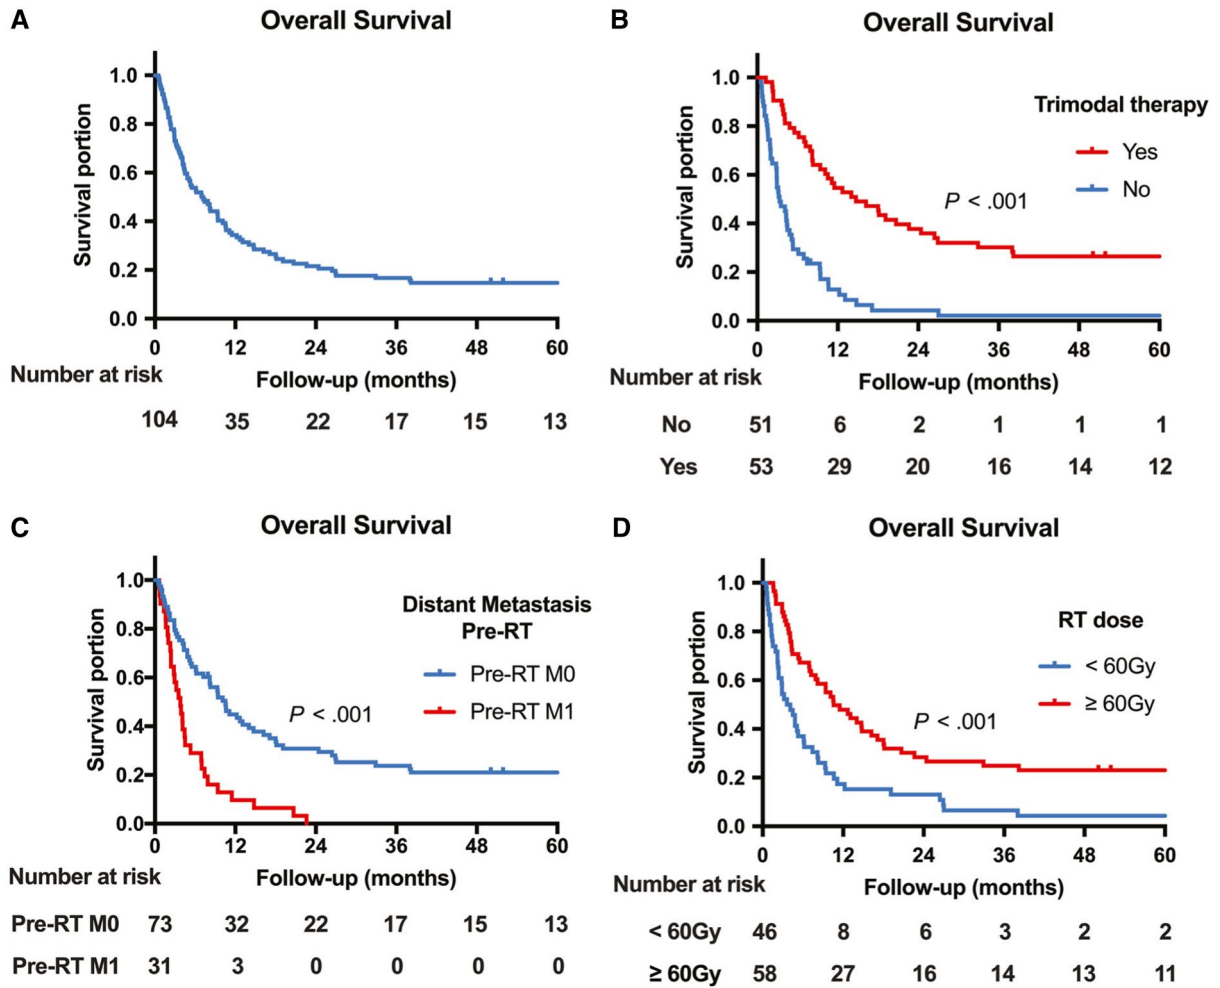 A
Overall Survival
Survival portion
1.0
0.8
0.6
0.4
0.2
0.0
0 12 24 36 48 60
Number at risk
Follow-up (months)
104 35 22 17 15 13
B
Overall Survival
Survival portion
1.0
0.8
0.6
0.4
0.2
0.0
Trimodal therapy
Yes
No
P < .001
0 12 24 36 48 60
Number at risk
Follow-up (months)
No 51 6 2 1 1 1
Yes 53 29 20 16 14 12
C
Overall Survival
Survival portion
1.0
0.8
0.6
0.4
0.2
0.0
Distant Metastasis
Pre-RT
Pre-RT M0
Pre-RT M1
P < .001
0 12 24 36 48 60
Number at risk
Follow-up (months)
Pre-RT M0 73 32 22 17 15 13
Pre-RT M1 31 3 0 0 0 0
D
Overall Survival
Survival portion
1.0
0.8
0.6
0.4
0.2
0.0
RT dose
< 60Gy
≥ 60Gy
P < .001
0 12 24 36 48 60
Number at risk
Follow-up (months)
< 60Gy 46 8 6 3 2 2
≥ 60Gy 58 27 16 14 13 11